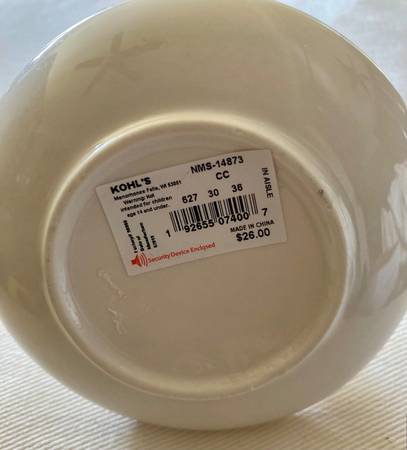 KOHL'S
Menomonee Falls, WI 53051
Warning: Not
intended for children
age 14 and under.
NMS-14873
CC
627 30 36
IN AISLE
1 92655 07400 7
MADE IN CHINA
$26.00
Security Device Enclosed